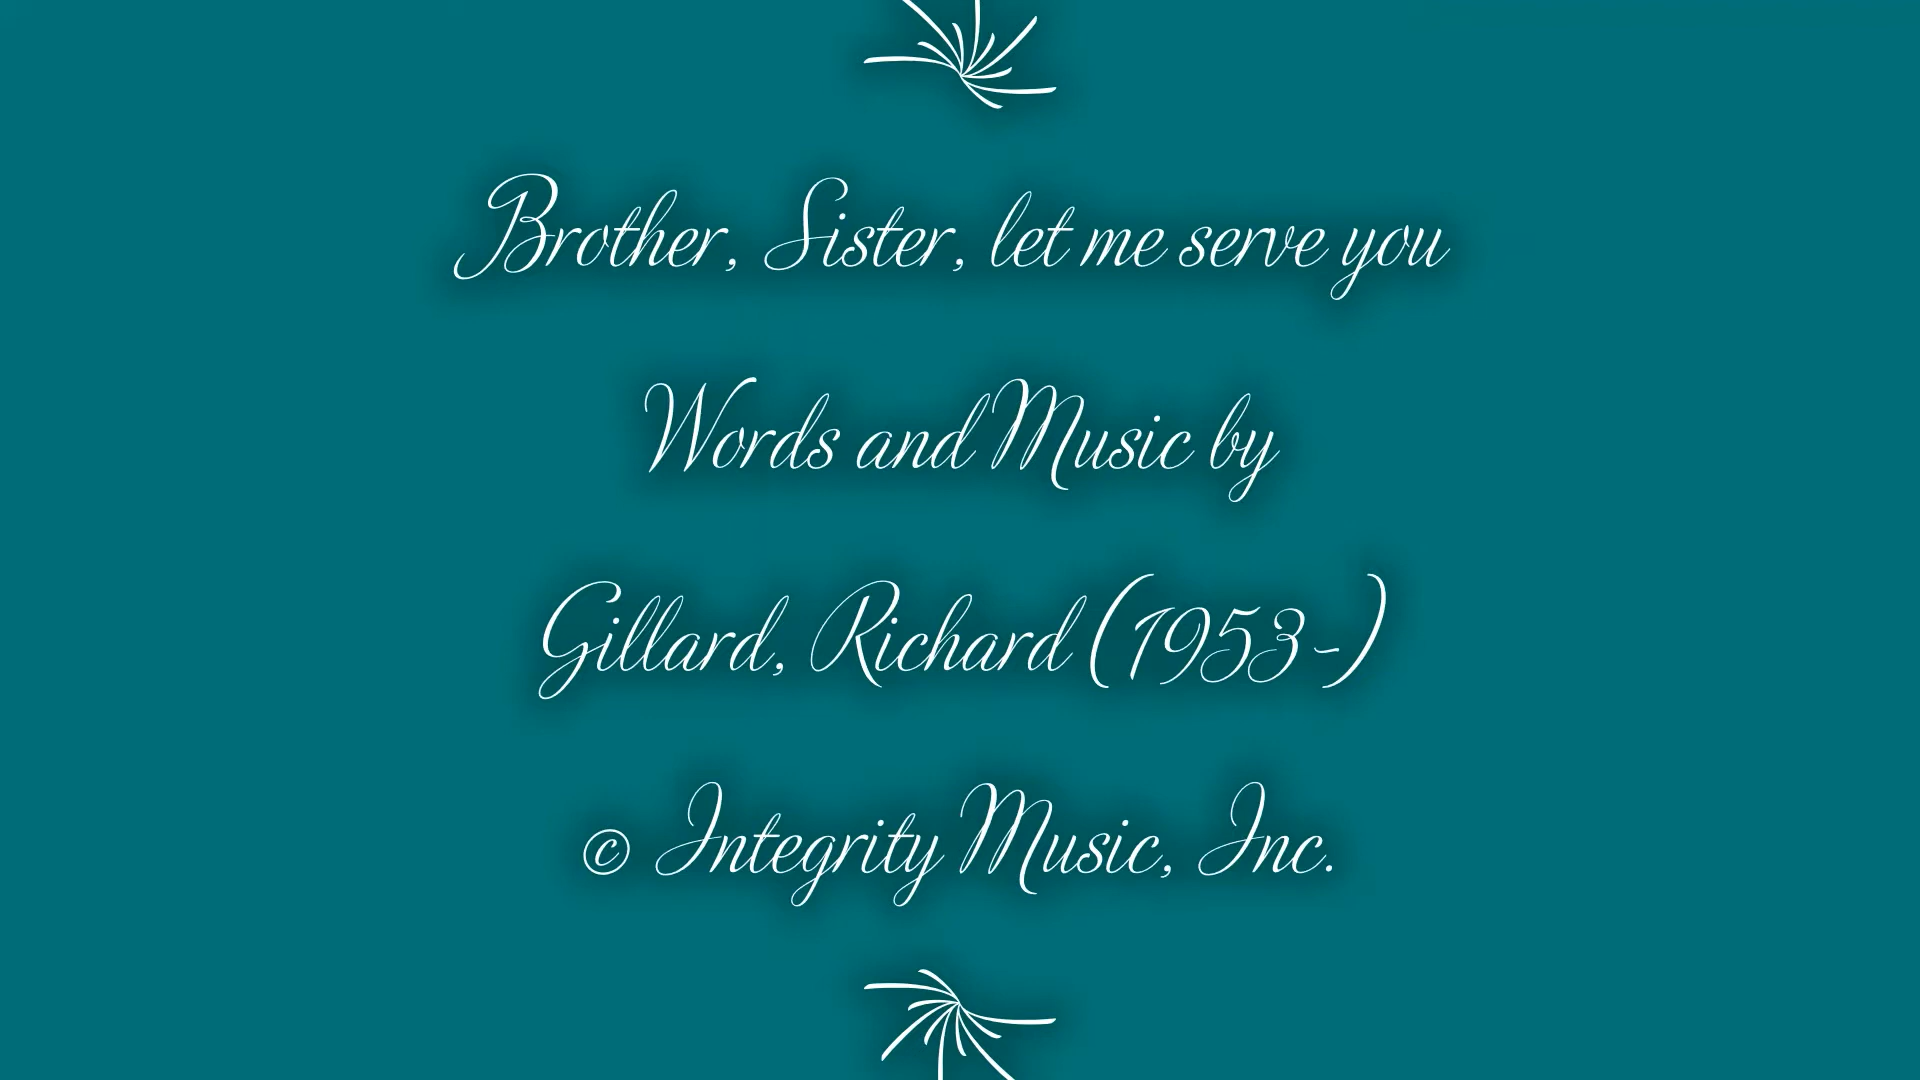 Brother, Sister, let me serve you
Words and Music by
Gillard, Richard (1953-)
© Integrity Music, Inc.